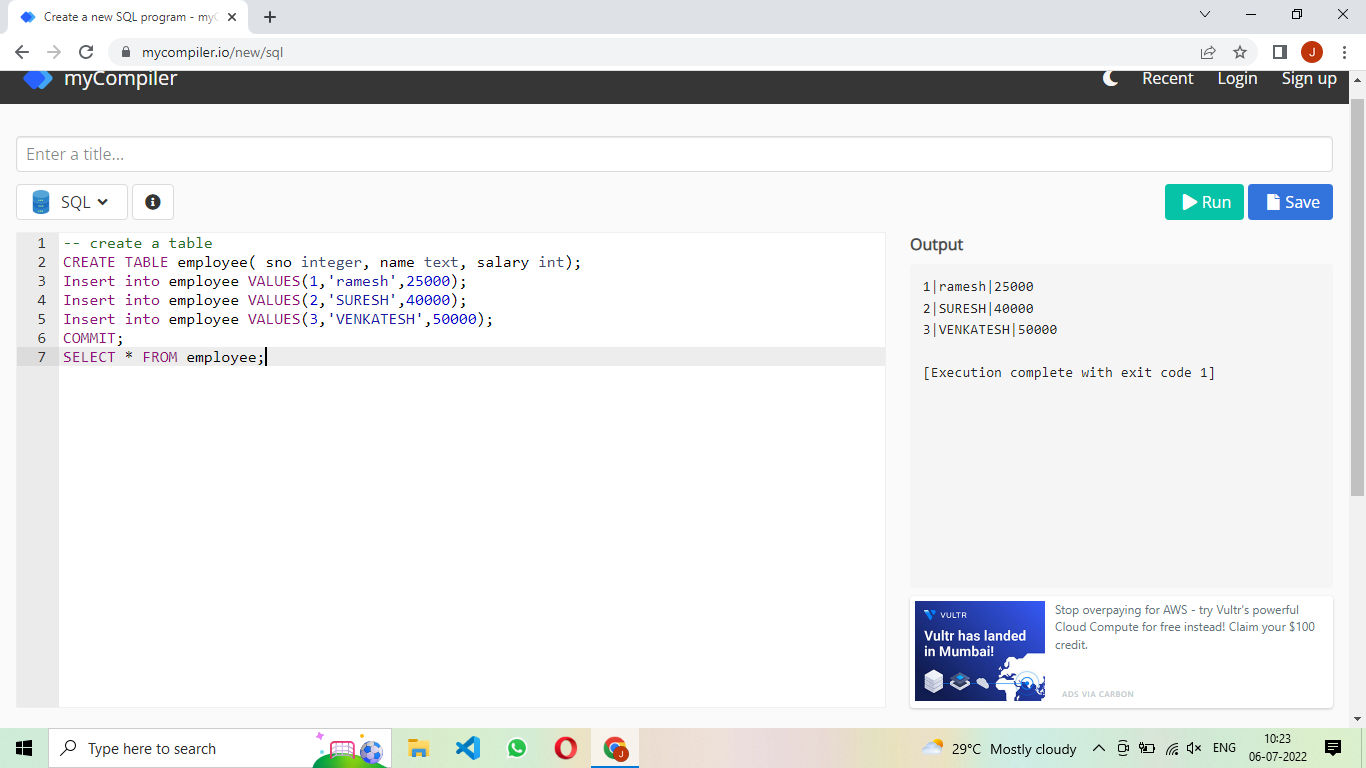 Create a new SQL program - myC
mycompiler.io/new/sql
J
myCompiler
Recent Login Sign up
Enter a title...
SQL
Run Save
1 -- create a table
2 CREATE TABLE employee( sno integer, name text, salary int);
3 Insert into employee VALUES(1,'ramesh',25000);
4 Insert into employee VALUES(2,'SURESH',40000);
5 Insert into employee VALUES(3,'VENKATESH',50000);
6 COMMIT;
7 SELECT * FROM employee;
Output
1|ramesh|25000
2|SURESH|40000
3|VENKATESH|50000
[Execution complete with exit code 1]
VULTR
Vultr has landed
in Mumbai!
Stop overpaying for AWS - try Vultr's powerful
Cloud Compute for free instead! Claim your $100
credit.
ADS VIA CARBON
Type here to search
J
29°C Mostly cloudy
ENG
10:23
06-07-2022